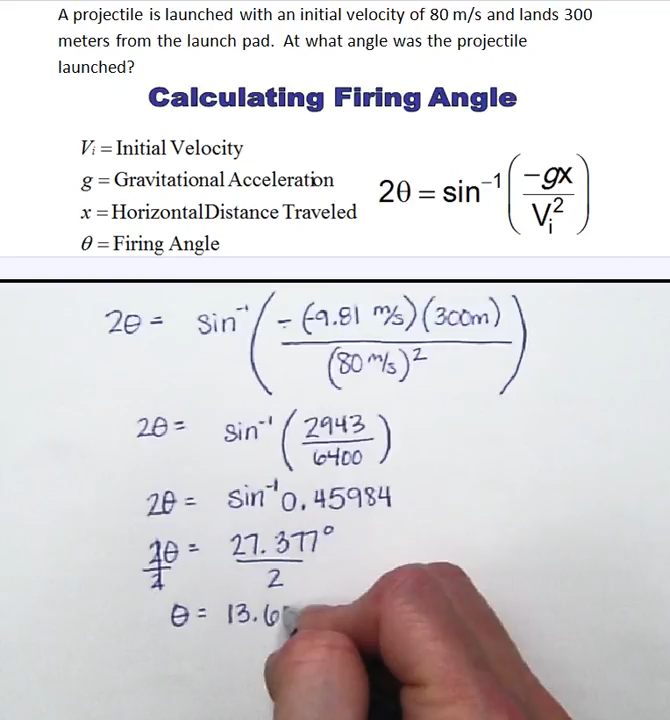 A projectile is launched with an initial velocity of 80 m/s and lands 300
meters from the launch pad. At what angle was the projectile
launched?
Calculating Firing Angle
Vᵢ = Initial Velocity
g = Gravitational Acceleration
x = Horizontal Distance Traveled
θ = Firing Angle
2θ = sin⁻¹(-gx / Vᵢ²)
2θ = sin⁻¹(-(-9.81 m/s)(300m) / (80 m/s)²)
2θ = sin⁻¹(2943 / 6400)
2θ = sin⁻¹ 0.45984
2θ/2 = 27.377° / 2
θ = 13.6